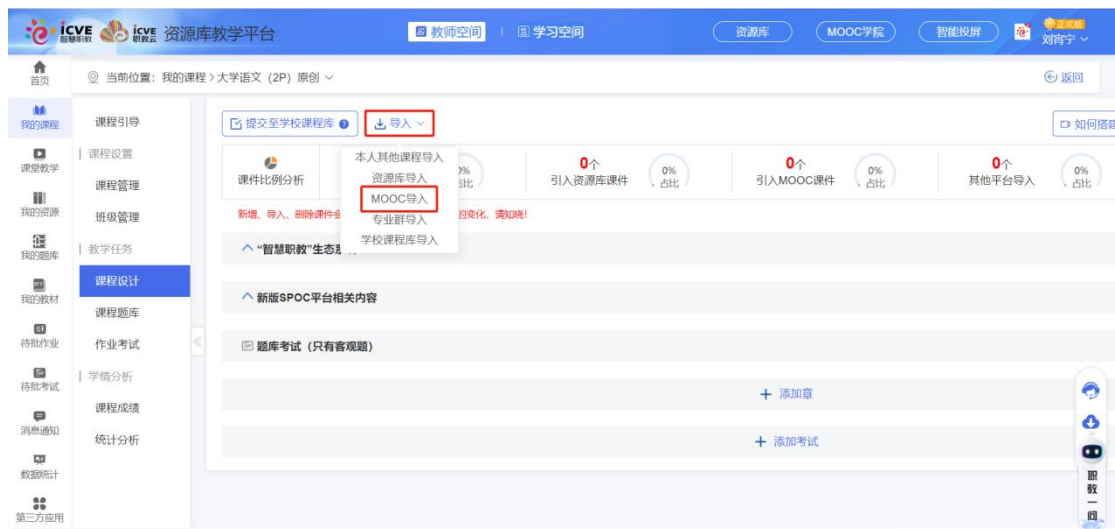 icve 智慧职教 icve 职教云 资源库教学平台 教师空间 学习空间 资源库 MOOC学院 智能投屏 正式版 刘宵宁
首页
当前位置：我的课程 > 大学语文（2P）原创
返回
我的课程
课堂教学
我的资源
我的题库
我的教材
待批作业
待批考试
消息通知
数据统计
第三方应用
课程引导
课程设置
课程管理
班级管理
教学任务
课程设计
课程题库
作业考试
学情分析
课程成绩
统计分析
提交至学校课程库 导入
本人其他课程导入
资源库导入
MOOC导入
专业群导入
学校课程库导入
如何搭建
课件比例分析
0个
引入资源库课件
0%
占比
0个
引入MOOC课件
0%
占比
0个
其他平台导入
0%
占比
新增、导入、删除课件会 的变化，请知晓！
“智慧职教”生态
新版SPOC平台相关内容
题库考试（只有客观题）
+ 添加章
+ 添加考试
职教一问